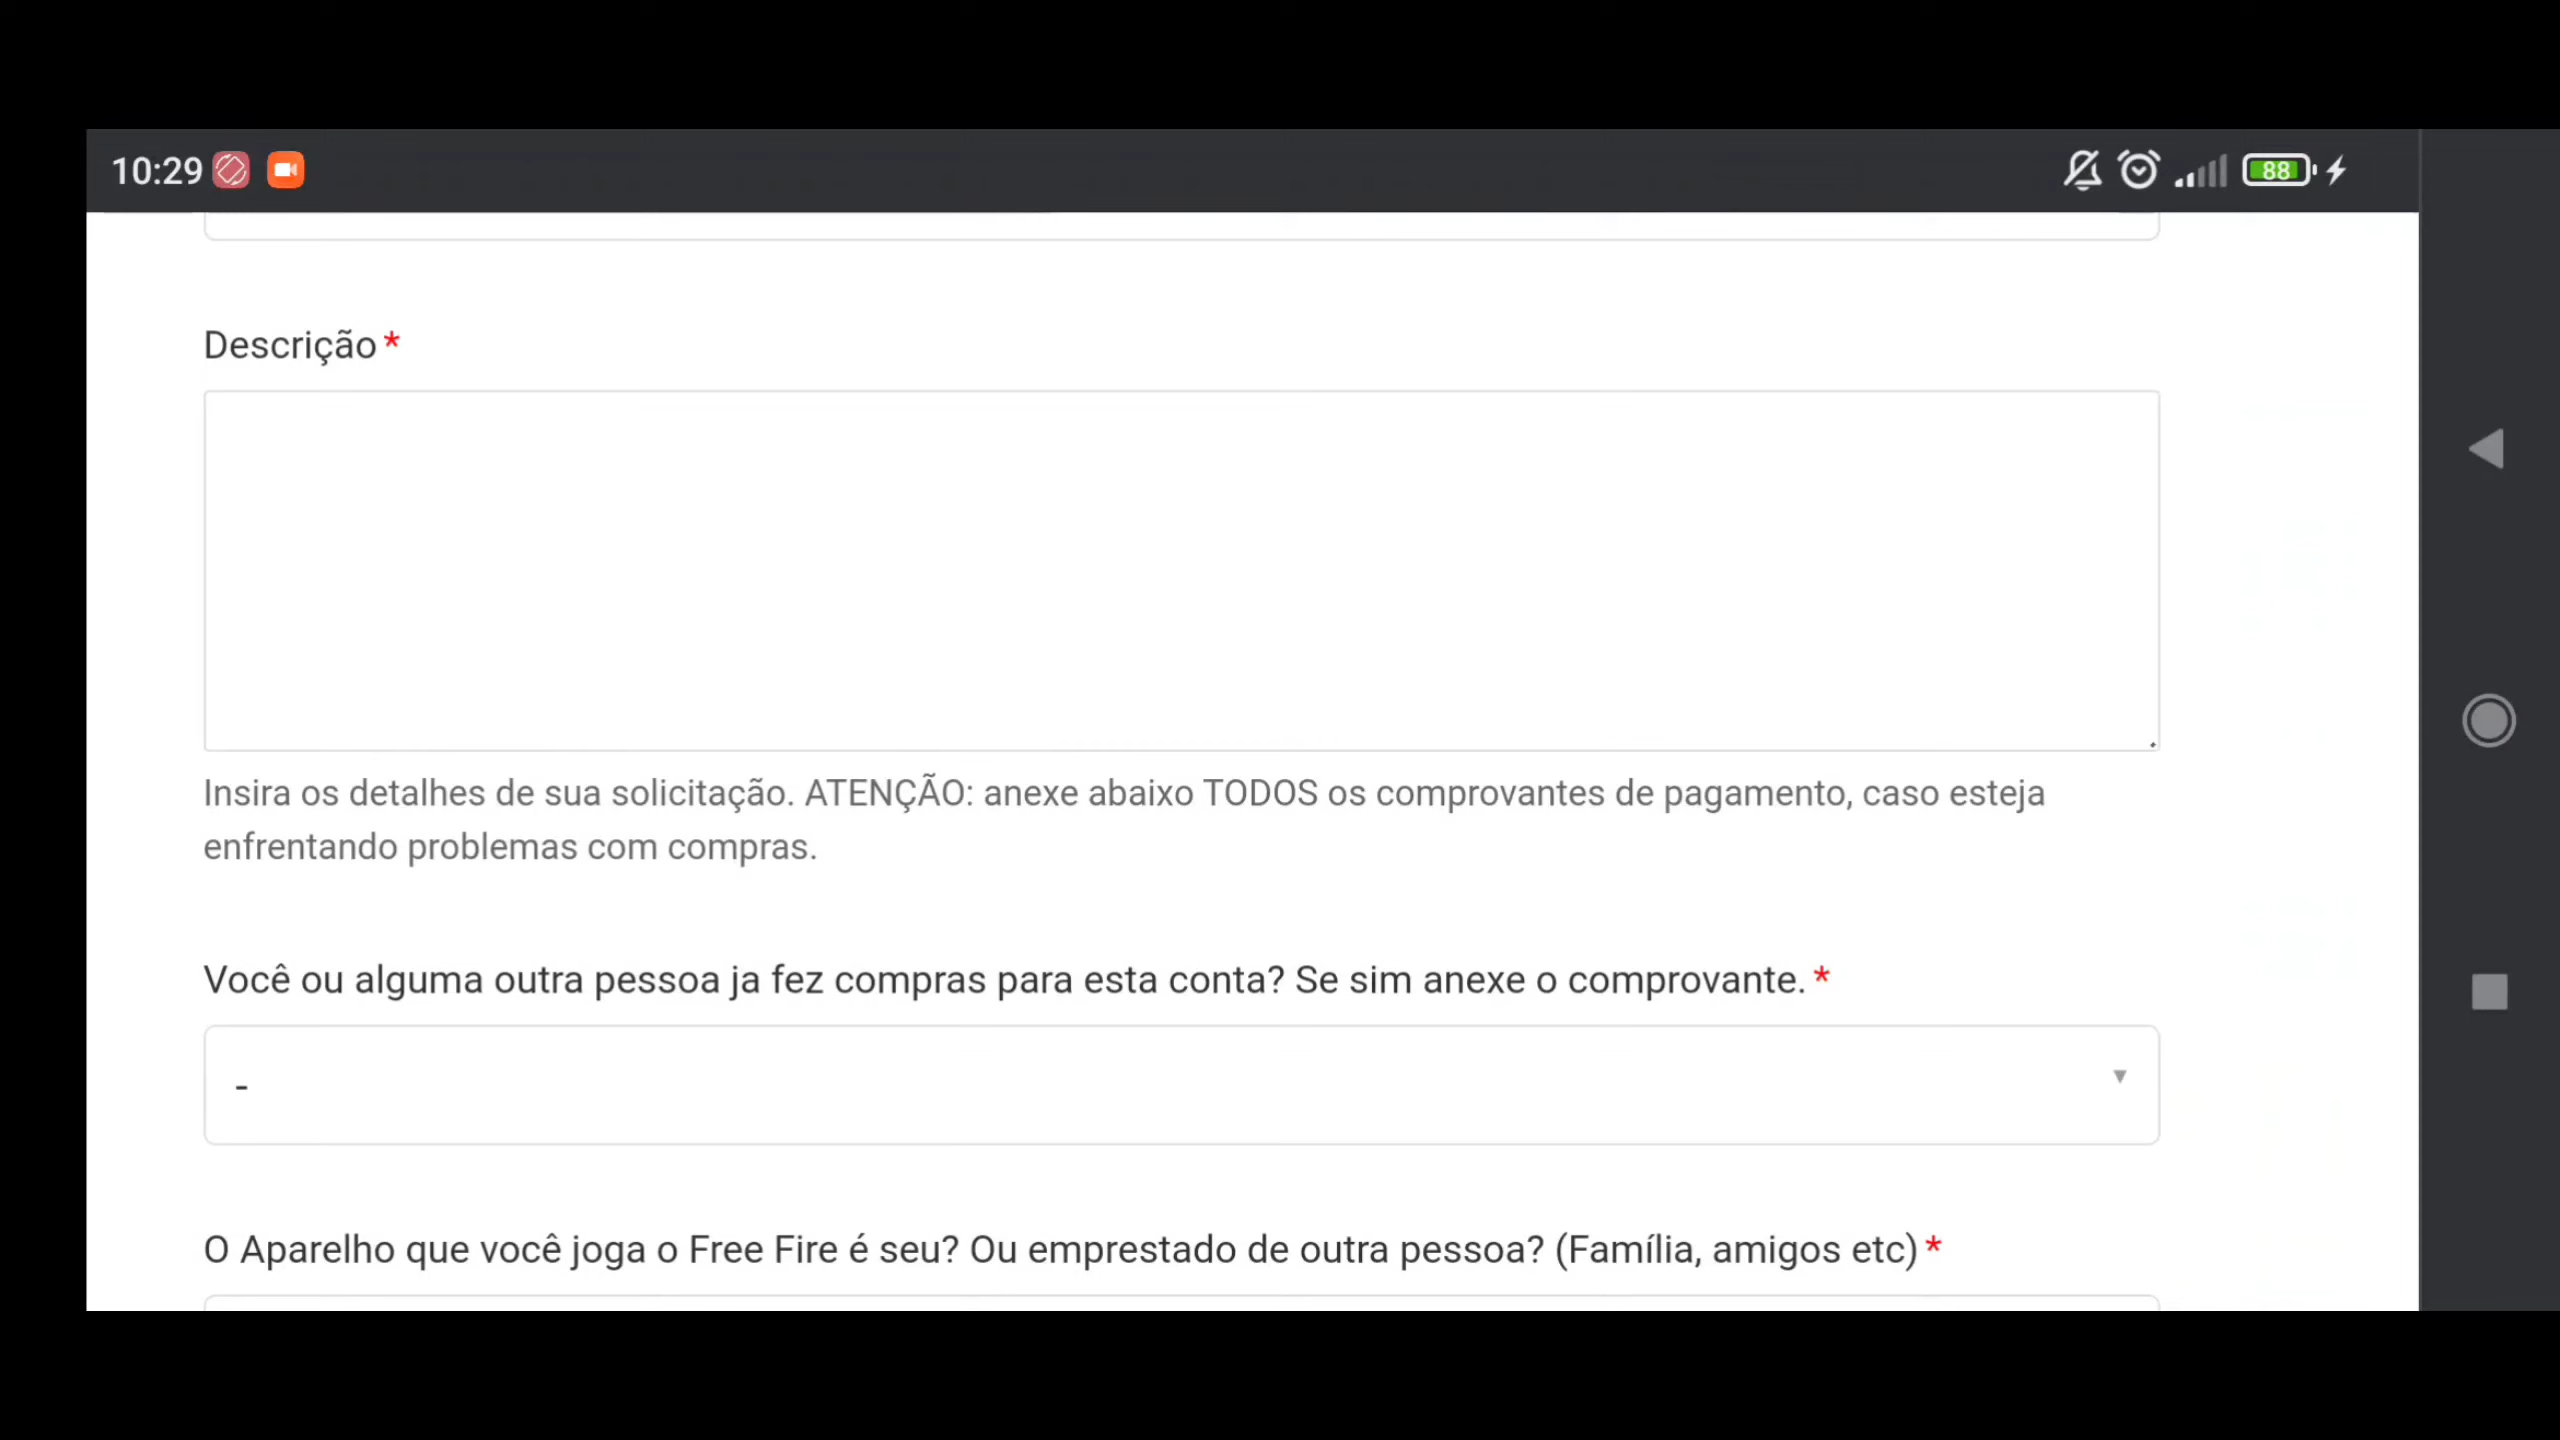 10:29
88
Descrição *
Insira os detalhes de sua solicitação. ATENÇÃO: anexe abaixo TODOS os comprovantes de pagamento, caso esteja
enfrentando problemas com compras.
Você ou alguma outra pessoa ja fez compras para esta conta? Se sim anexe o comprovante. *
-
O Aparelho que você joga o Free Fire é seu? Ou emprestado de outra pessoa? (Família, amigos etc) *